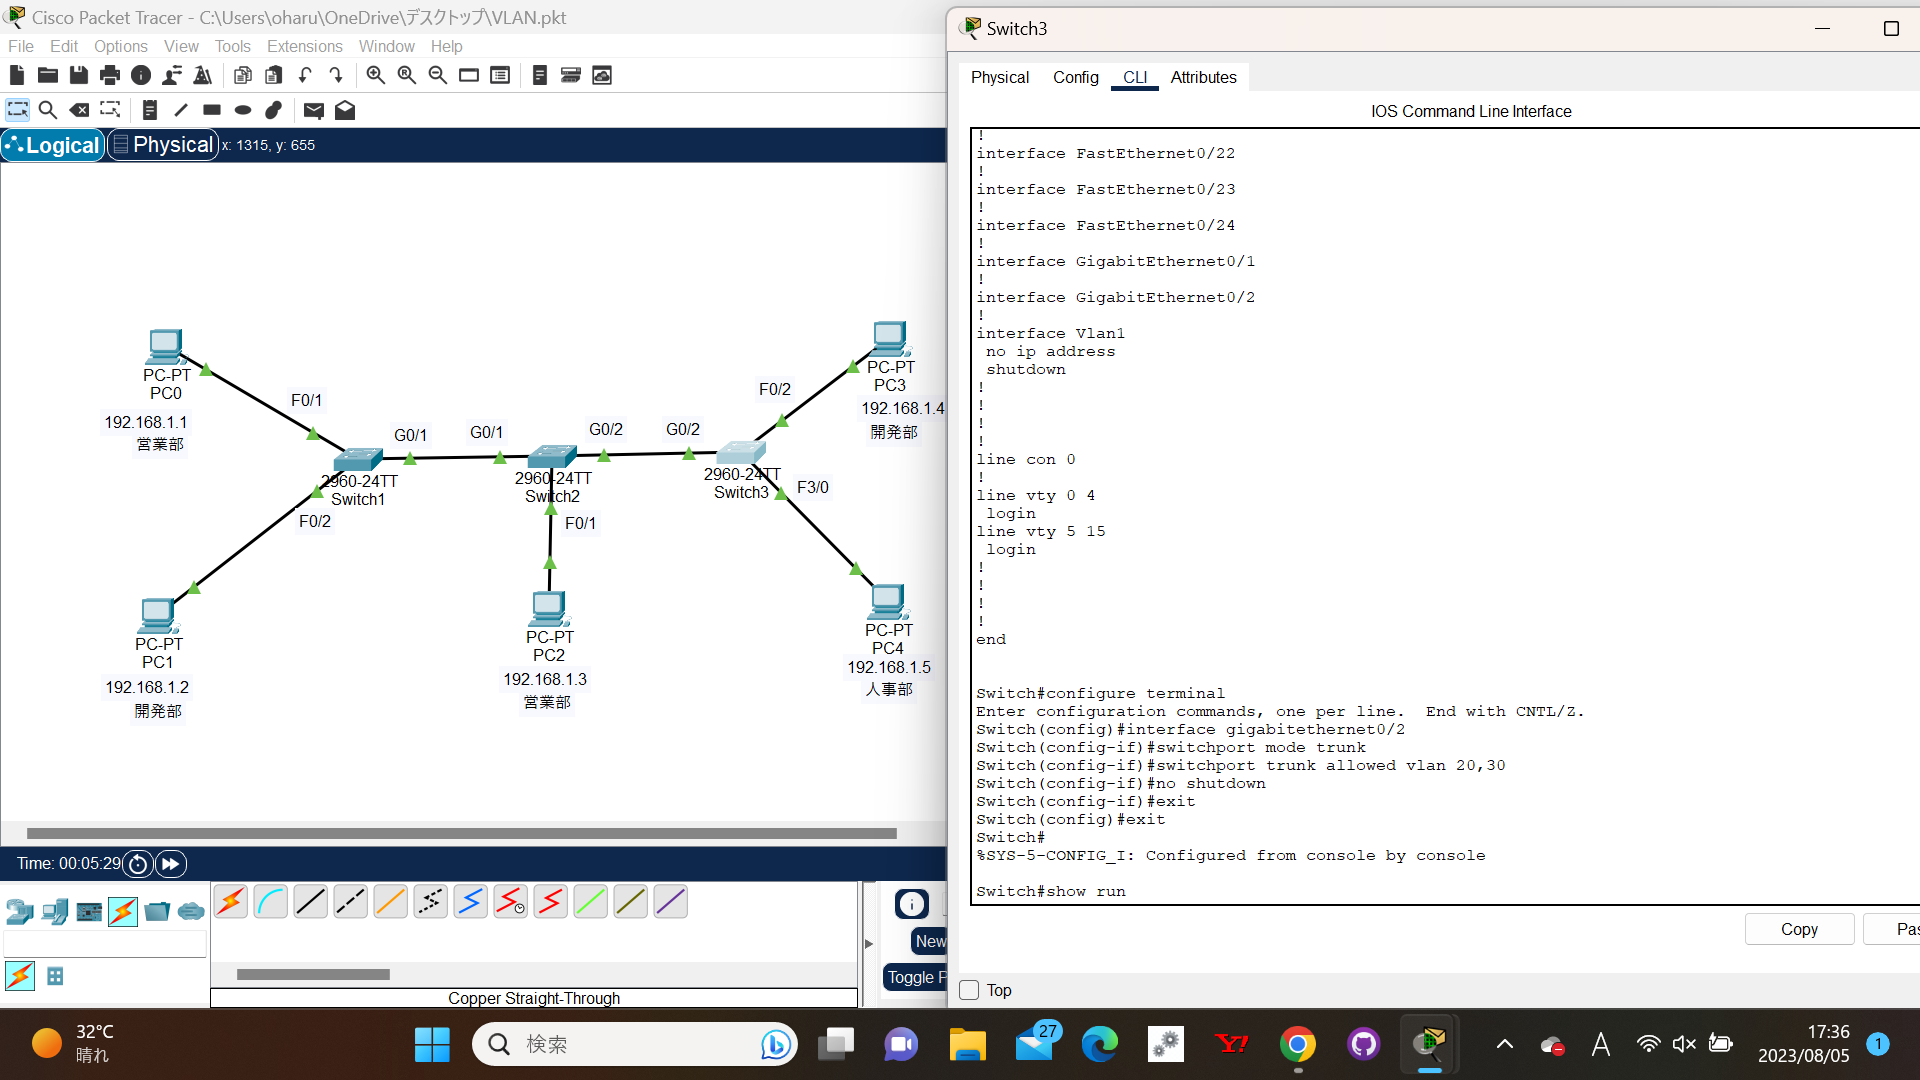 Cisco Packet Tracer - C:\Users\oharu\OneDrive\デスクトップ\VLAN.pkt
File Edit Options View Tools Extensions Window Help
Logical
Physical
x: 1315, y: 655
PC-PT
PC0
192.168.1.1
営業部
F0/1
G0/1
G0/1
G0/2
G0/2
F0/2
PC-PT
PC3
192.168.1.4
開発部
2960-24TT
Switch1
2960-24TT
Switch2
2960-24TT
Switch3
F0/2
F0/1
F3/0
PC-PT
PC1
192.168.1.2
開発部
PC-PT
PC2
192.168.1.3
営業部
PC-PT
PC4
192.168.1.5
人事部
Time: 00:05:29
New
Toggle P
Copper Straight-Through
Switch3
Physical Config CLI Attributes
IOS Command Line Interface
!
interface FastEthernet0/22
!
interface FastEthernet0/23
!
interface FastEthernet0/24
!
interface GigabitEthernet0/1
!
interface GigabitEthernet0/2
!
interface Vlan1
no ip address
shutdown
!
!
!
!
line con 0
!
line vty 0 4
login
line vty 5 15
login
!
!
!
!
end
Switch#configure terminal
Enter configuration commands, one per line. End with CNTL/Z.
Switch(config)#interface gigabitethernet0/2
Switch(config-if)#switchport mode trunk
Switch(config-if)#switchport trunk allowed vlan 20,30
Switch(config-if)#no shutdown
Switch(config-if)#exit
Switch(config)#exit
Switch#
%SYS-5-CONFIG_I: Configured from console by console
Switch#show run
Copy
Pas
Top
32°C
晴れ
検索
27
A
17:36
2023/08/05
1